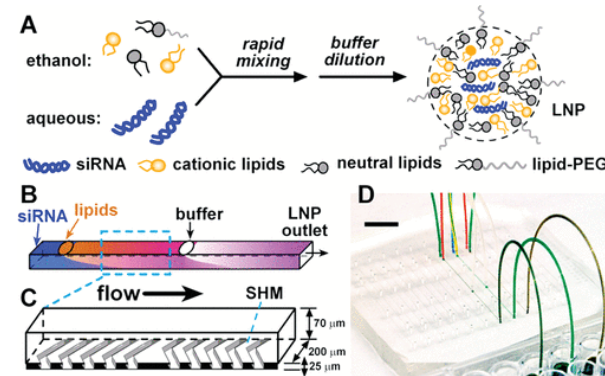 A
ethanol:
aqueous:
rapid
mixing
buffer
dilution
LNP
siRNA
cationic lipids
neutral lipids
lipid-PEG
B
siRNA
lipids
buffer
LNP
outlet
C
flow
SHM
70 μm
200 μm
25 μm
D